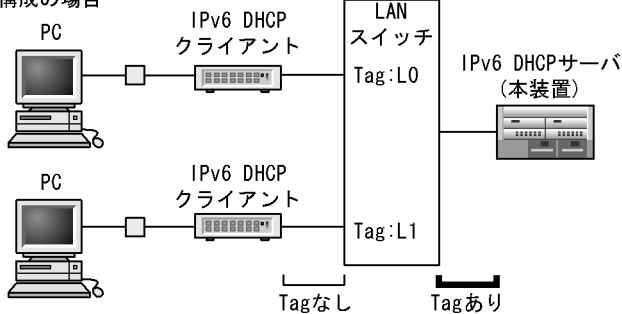 構成の場合
PC
IPv6 DHCP
クライアント
LAN
スイッチ
Tag:L0
IPv6 DHCPサーバ
(本装置)
PC
IPv6 DHCP
クライアント
Tag:L1
Tagなし
Tagあり